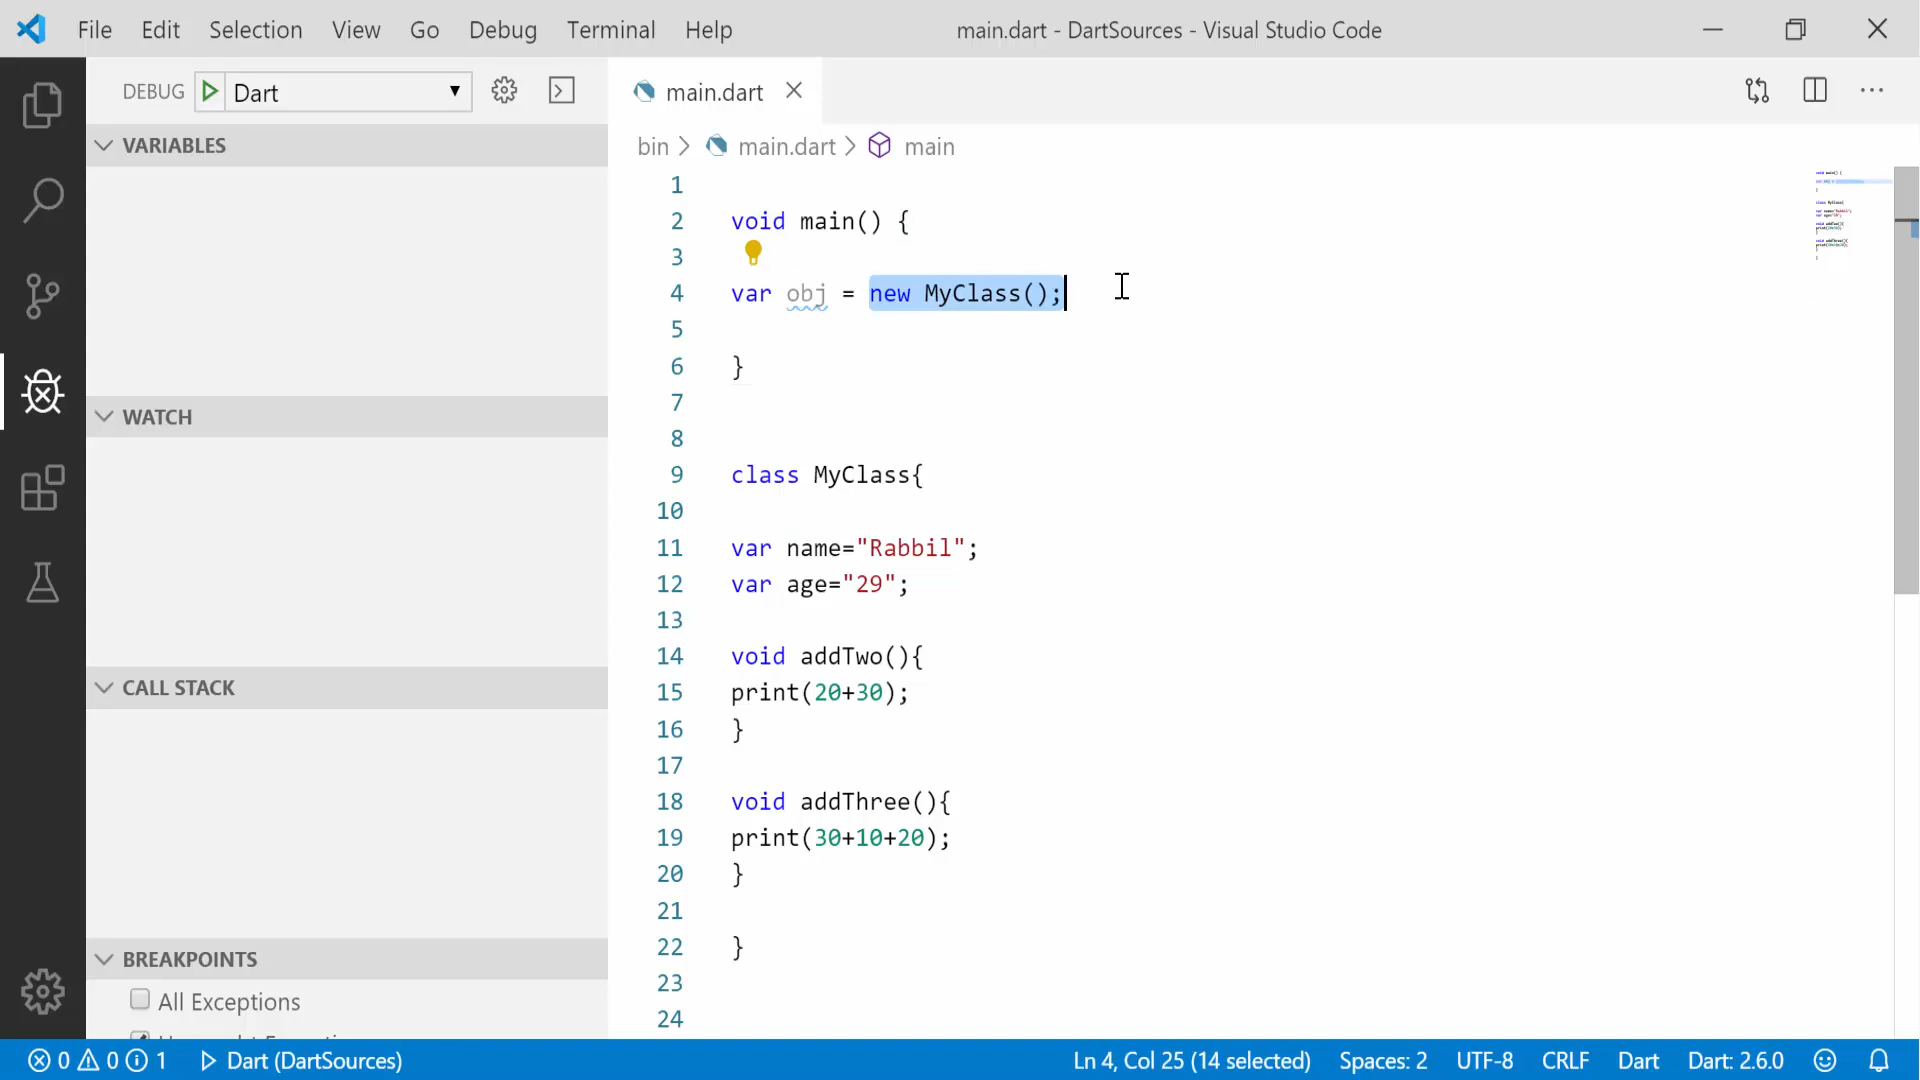 File Edit Selection View Go Debug Terminal Help
main.dart - DartSources - Visual Studio Code
DEBUG Dart
main.dart
VARIABLES
WATCH
CALL STACK
BREAKPOINTS
All Exceptions
bin > main.dart > main
1
2 void main() {
3
4 var obj = new MyClass();
5
6 }
7
8
9 class MyClass{
10
11 var name="Rabbil";
12 var age="29";
13
14 void addTwo(){
15 print(20+30);
16 }
17
18 void addThree(){
19 print(30+10+20);
20 }
21
22 }
23
24
0 0 1 Dart (DartSources)
Ln 4, Col 25 (14 selected) Spaces: 2 UTF-8 CRLF Dart Dart: 2.6.0